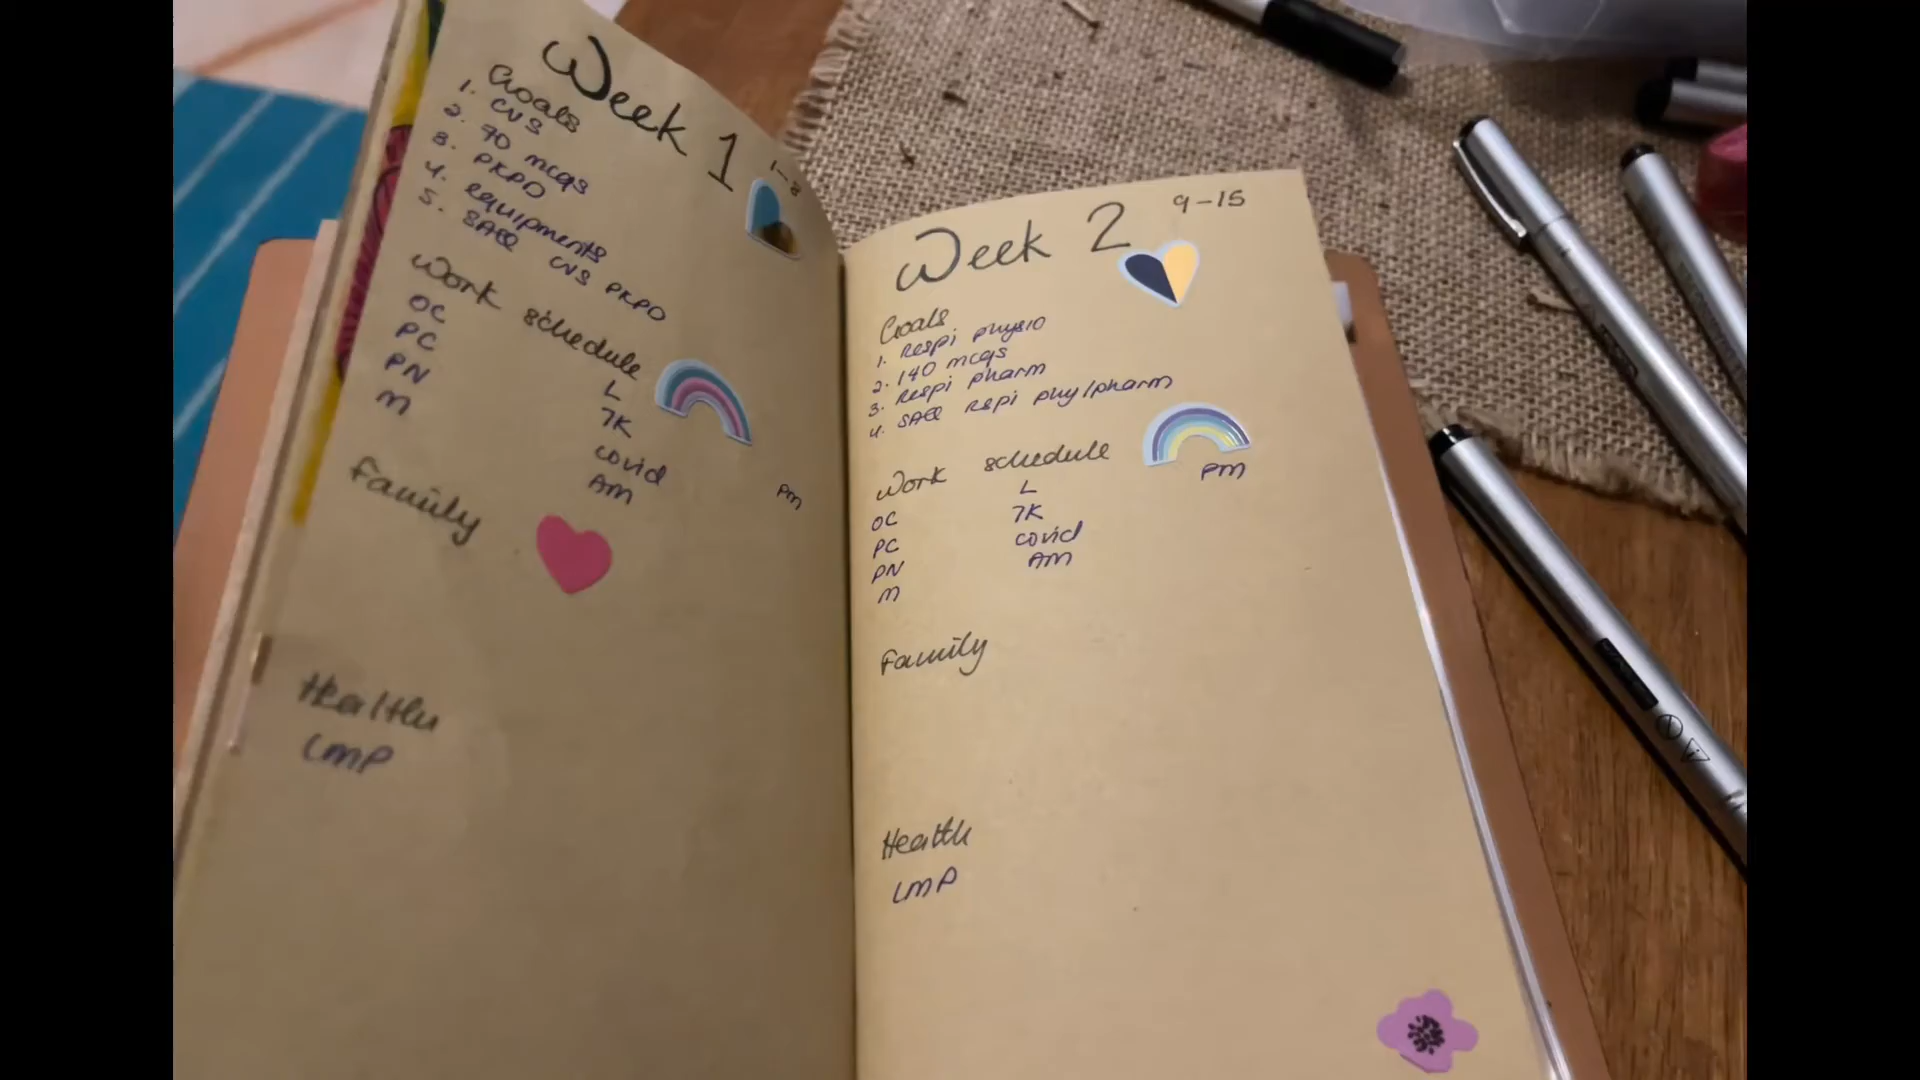 Week 1
1-8
Goals
1. CVS
2. 70 mcqs
3. PKPD
4. equipments
5. SAEQ CVS PKPD
Work schedule
OC L
PC 7K
PN covid
M AM PM
Family
Health
LMP
Week 2 9-15
Goals
1. Respi physio
2. 140 mcqs
3. Respi pharm
4. SAEQ respi phy/pharm
Work schedule
OC L PM
PC 7K
PN covid
M AM
Family
Health
LMP